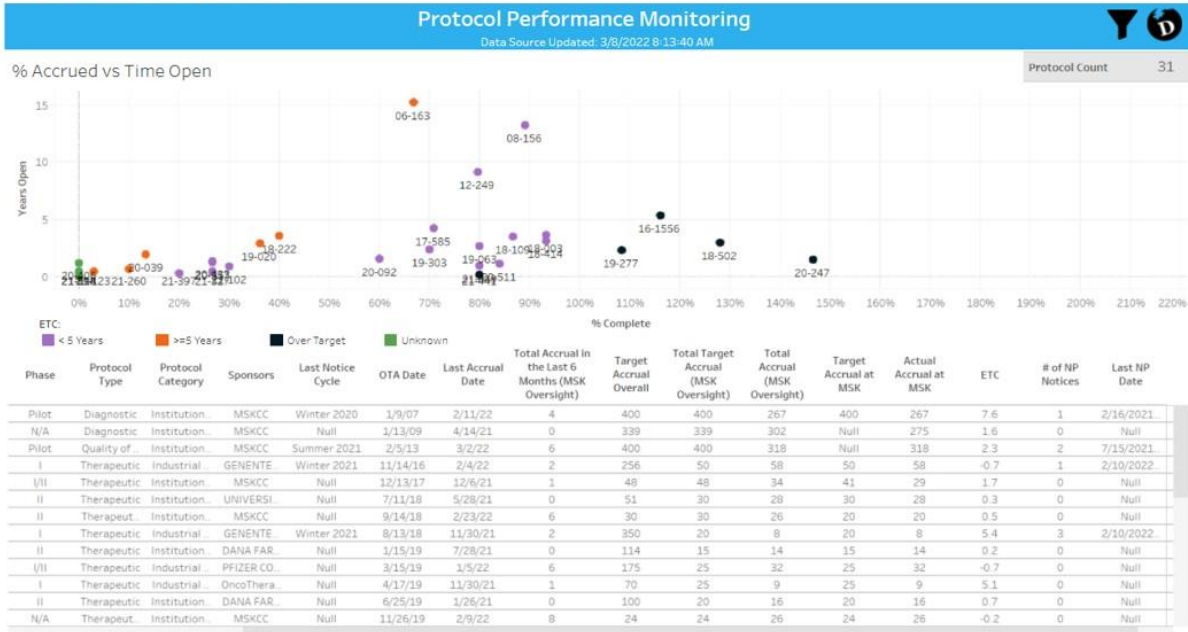 Protocol Performance Monitoring
Data Source Updated: 3/8/2022 8:13:40 AM
D
% Accrued vs Time Open
Protocol Count 31
15
06-163
08-156
10
12-249
Years Open
5
16-1556
17-585
18-222
19-020
18-109
18-003
18-414
19-303
19-063
19-277
18-502
20-092
20-247
20-039
0
21-260
21-397
0% 10% 20% 30% 40% 50% 60% 70% 80% 90% 100% 110% 120% 130% 140% 150% 160% 170% 180% 190% 200% 210% 220%
% Complete
ETC:
< 5 Years >=5 Years Over Target Unknown
Phase Protocol Type Protocol Category Sponsors Last Notice Cycle OTA Date Last Accrual Date Total Accrual in the Last 6 Months (MSK Oversight) Target Accrual Overall Total Target Accrual (MSK Oversight) Total Accrual (MSK Oversight) Target Accrual at MSK Actual Accrual at MSK ETC # of NP Notices Last NP Date
Pilot Diagnostic Institution.. MSKCC Winter 2020 1/9/07 2/11/22 4 400 400 267 400 267 7.6 1 2/16/2021..
N/A Diagnostic Institution.. MSKCC Null 1/13/09 4/14/21 0 339 339 302 Null 275 1.6 0 Null
Pilot Quality of .. Institution.. MSKCC Summer 2021 2/5/13 3/2/22 6 400 400 318 Null 318 2.3 2 7/15/2021..
I Therapeutic Industrial .. GENENTE.. Winter 2021 11/14/16 2/4/22 2 256 50 58 50 58 -0.7 1 2/10/2022..
I/II Therapeutic Institution.. MSKCC Null 12/13/17 12/6/21 1 48 48 34 41 29 1.7 0 Null
II Therapeutic Institution.. UNIVERSI.. Null 7/11/18 5/28/21 0 51 30 28 30 28 0.3 0 Null
II Therapeut.. Institution.. MSKCC Null 9/14/18 2/23/22 6 30 30 26 20 20 0.5 0 Null
I Therapeutic Industrial .. GENENTE.. Winter 2021 8/13/18 11/30/21 2 350 20 8 20 8 5.4 3 2/10/2022..
II Therapeutic Institution.. DANA FAR.. Null 1/15/19 7/28/21 0 114 15 14 15 14 0.2 0 Null
I/II Therapeutic Industrial .. PFIZER CO.. Null 3/15/19 1/5/22 6 175 25 32 25 32 -0.7 0 Null
I Therapeutic Industrial .. OncoThera.. Null 4/17/19 11/30/21 1 70 25 9 25 9 5.1 0 Null
II Therapeutic Institution.. DANA FAR.. Null 6/25/19 1/26/21 0 100 20 16 20 16 0.7 0 Null
N/A Therapeut.. Institution.. MSKCC Null 11/26/19 2/9/22 8 24 24 26 24 26 -0.2 0 Null